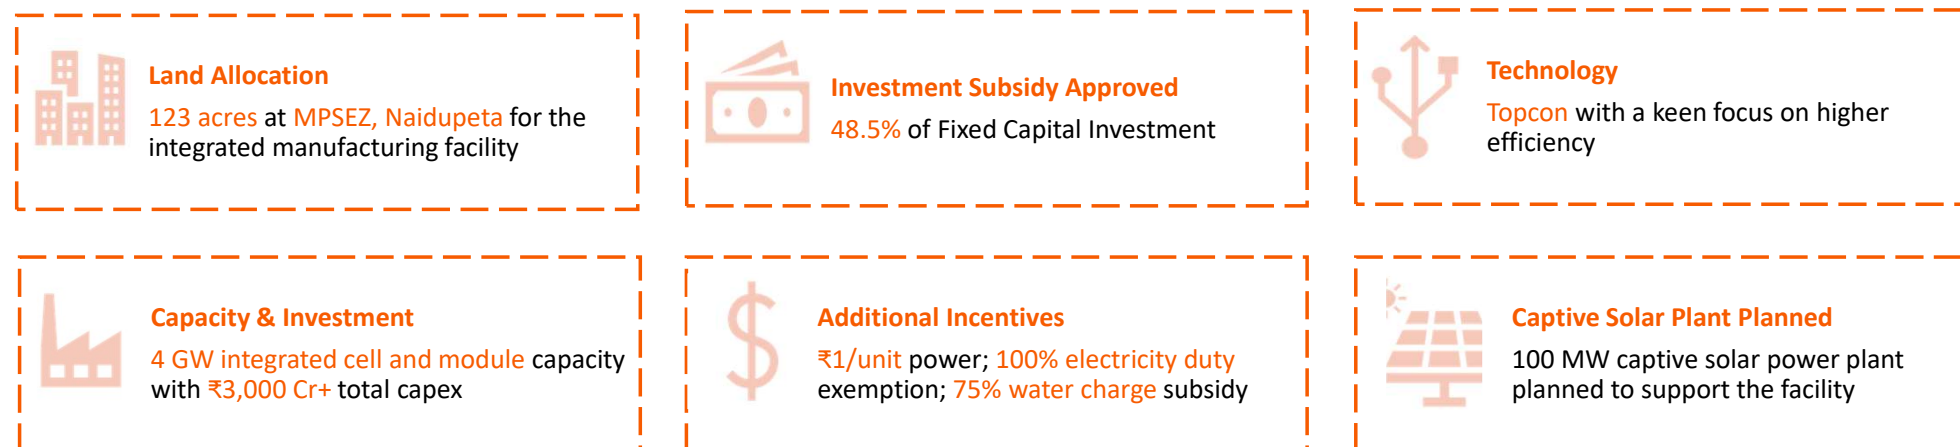 Land Allocation
123 acres at MPSEZ, Naidupeta for the
integrated manufacturing facility
Investment Subsidy Approved
48.5% of Fixed Capital Investment
Technology
Topcon with a keen focus on higher
efficiency
Capacity & Investment
4 GW integrated cell and module capacity
with ₹3,000 Cr+ total capex
Additional Incentives
₹1/unit power; 100% electricity duty
exemption; 75% water charge subsidy
Captive Solar Plant Planned
100 MW captive solar power plant
planned to support the facility